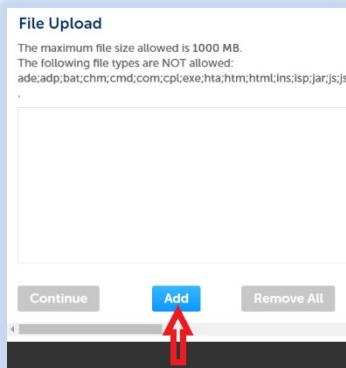 File Upload
The maximum file size allowed is 1000 MB.
The following file types are NOT allowed:
ade;adp;bat;chm;cmd;com;cpl;exe;hta;htm;html;ins;isp;jar;js;js
.
Continue Add Remove All